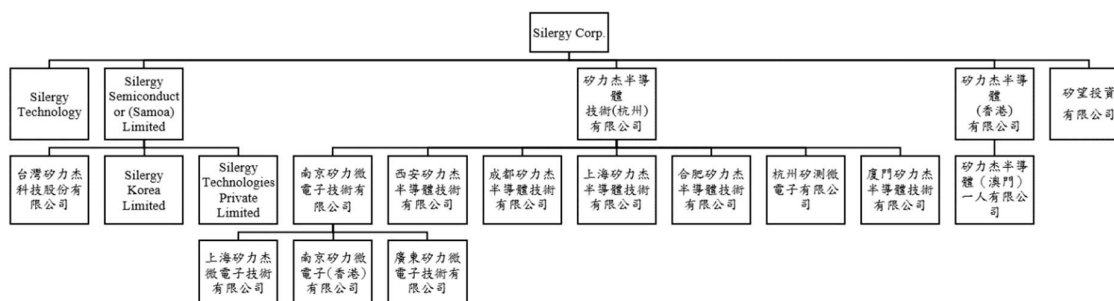 Silergy Corp.
Silergy
Technology
Silergy
Semiconduct
or (Samoa)
Limited
矽力杰半導
體
技術(杭州)
有限公司
矽力杰半導
體
(香港)
有限公司
矽望投資
有限公司
台灣矽力杰
科技股份有
限公司
Silergy
Korea
Limited
Silergy
Technologies
Private
Limited
南京矽力微
電子技術有
限公司
西安矽力杰
半導體技術
有限公司
成都矽力杰
半導體技術
有限公司
上海矽力杰
半導體技術
有限公司
合肥矽力杰
半導體技術
有限公司
杭州矽測微
電子有限公
司
廈門矽力杰
半導體技術
有限公司
矽力杰半導
體（澳門）
一人有限公
司
上海矽力杰
微電子技術
有限公司
南京矽力微
電子(香港)
有限公司
廣東矽力微
電子技術有
限公司